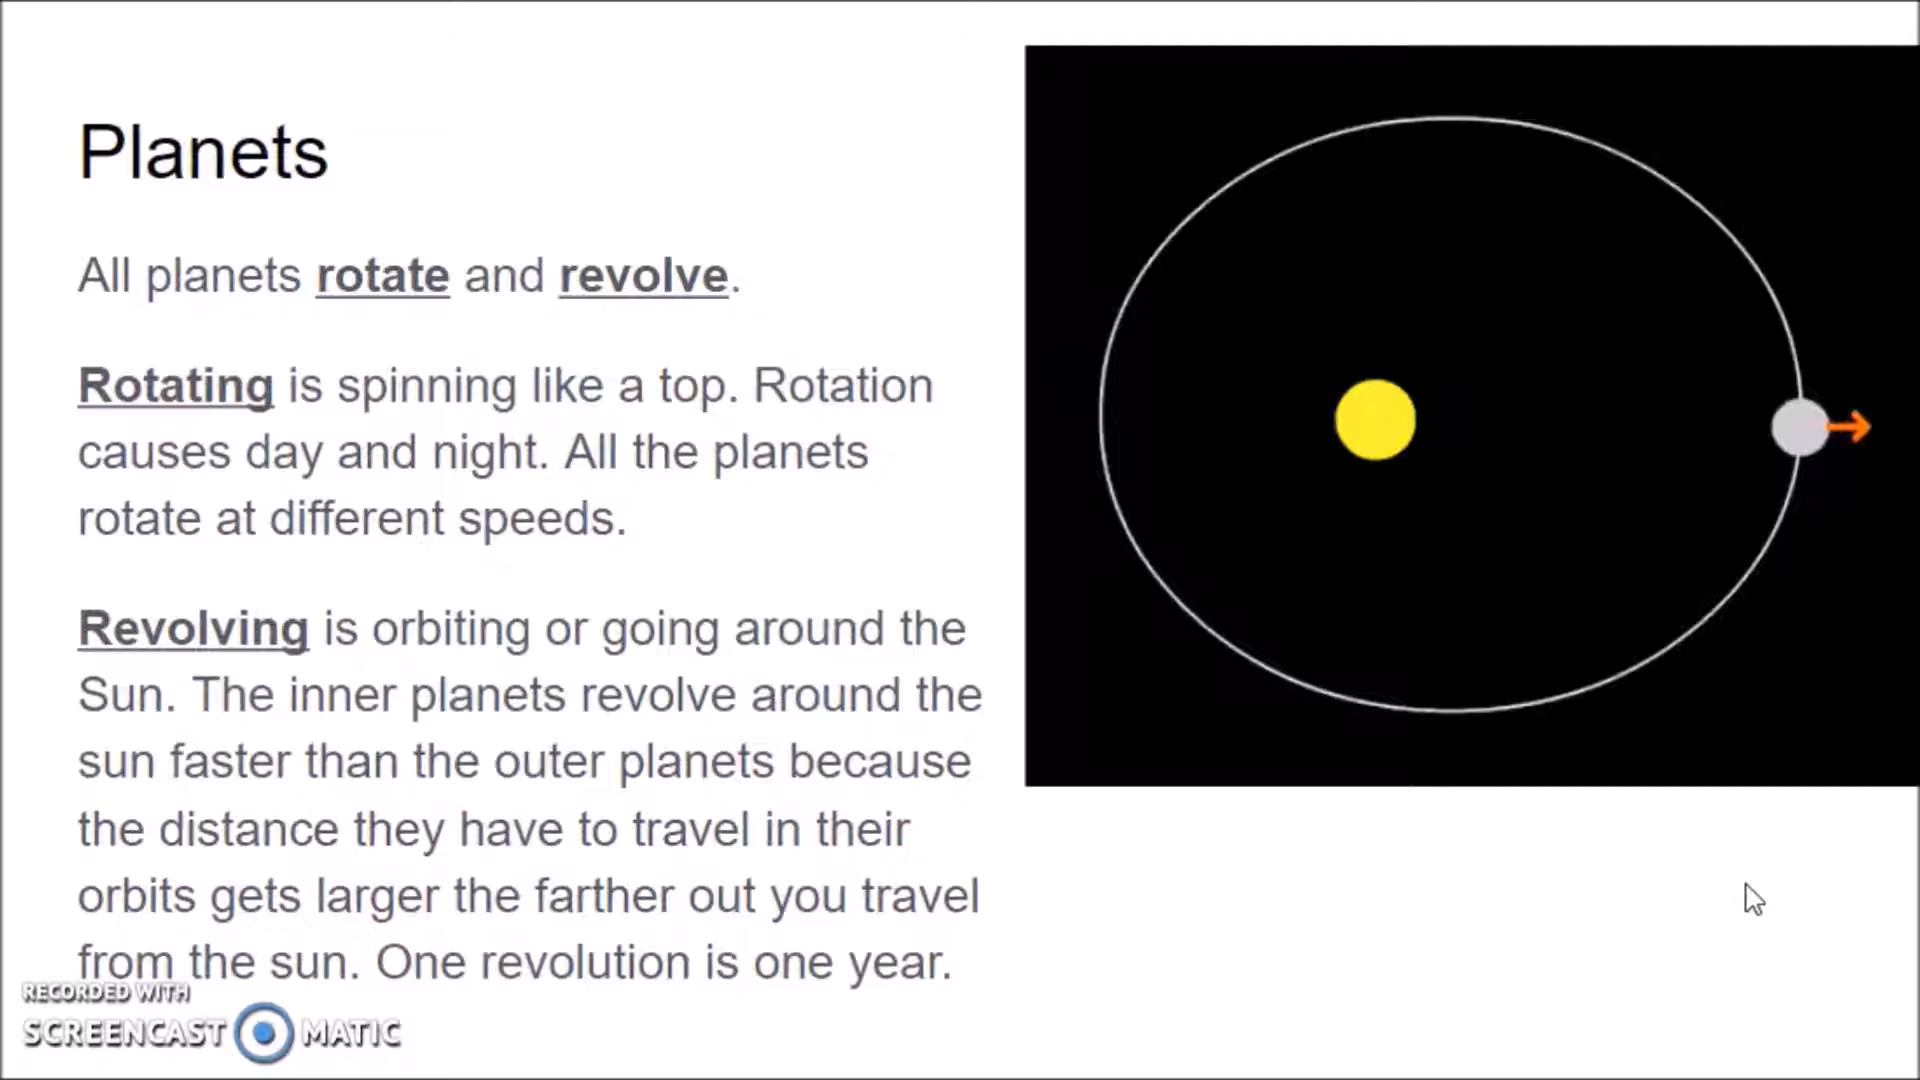 Planets
All planets rotate and revolve.
Rotating is spinning like a top. Rotation
causes day and night. All the planets
rotate at different speeds.
Revolving is orbiting or going around the
Sun. The inner planets revolve around the
sun faster than the outer planets because
the distance they have to travel in their
orbits gets larger the farther out you travel
from the sun. One revolution is one year.
RECORDED WITH
SCREENCAST MATIC